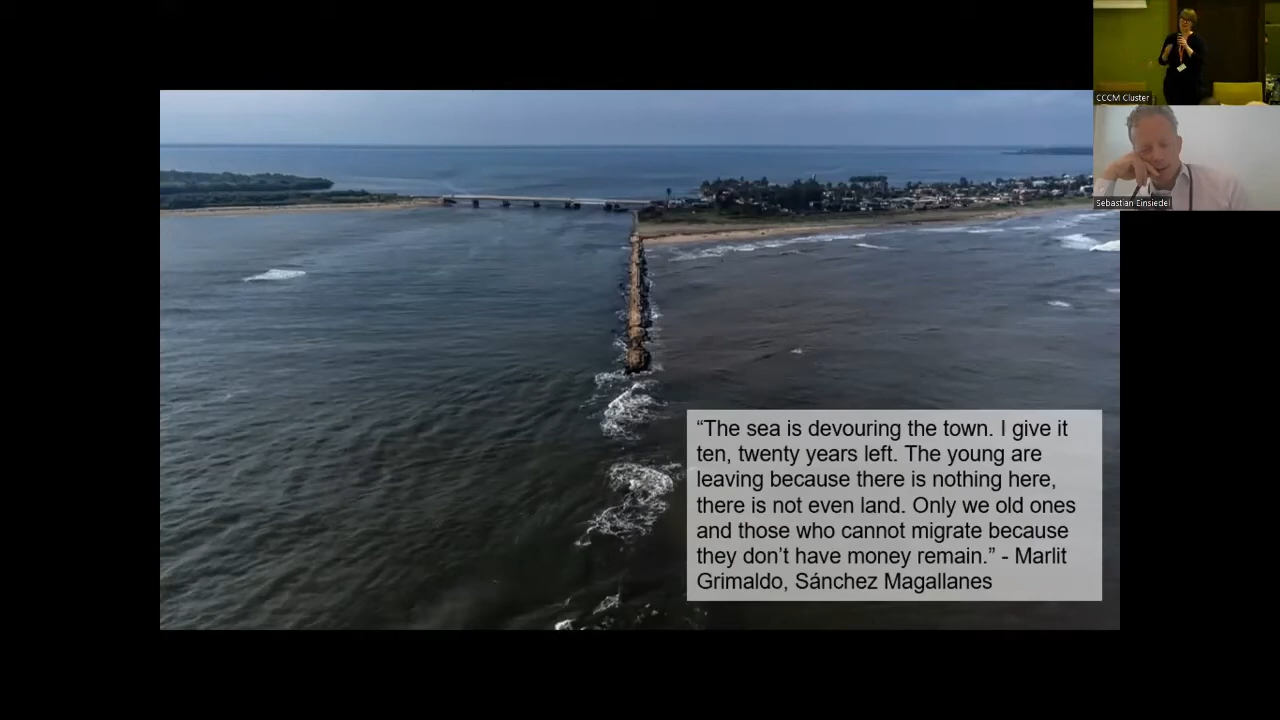 CCCM Cluster
Sebastian Einsiedel
“The sea is devouring the town. I give it
ten, twenty years left. The young are
leaving because there is nothing here,
there is not even land. Only we old ones
and those who cannot migrate because
they don’t have money remain.” - Marlit
Grimaldo, Sánchez Magallanes